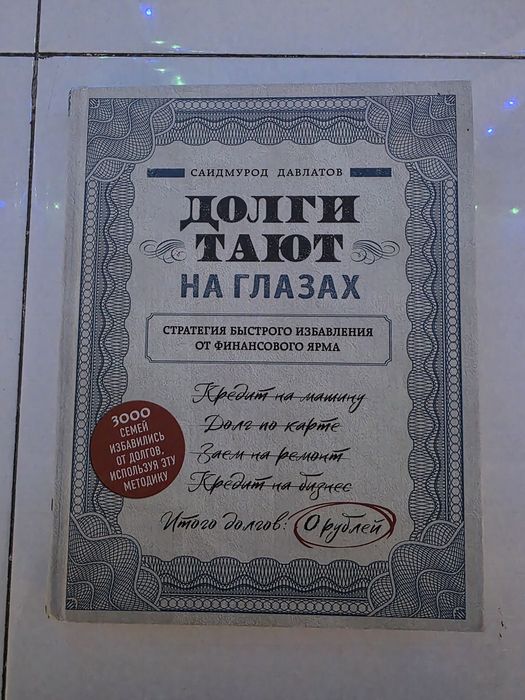 САИДМУРОД ДАВЛАТОВ
ДОЛГИ
ТАЮТ
НА ГЛАЗАХ
СТРАТЕГИЯ БЫСТРОГО ИЗБАВЛЕНИЯ
ОТ ФИНАНСОВОГО ЯРМА
Кредит на машину
Долг по карте
Заем на ремонт
Кредит на бизнес
Итого долгов: 0 рублей
3000
СЕМЕЙ
ИЗБАВИЛИСЬ
ОТ ДОЛГОВ,
ИСПОЛЬЗУЯ ЭТУ
МЕТОДИКУ